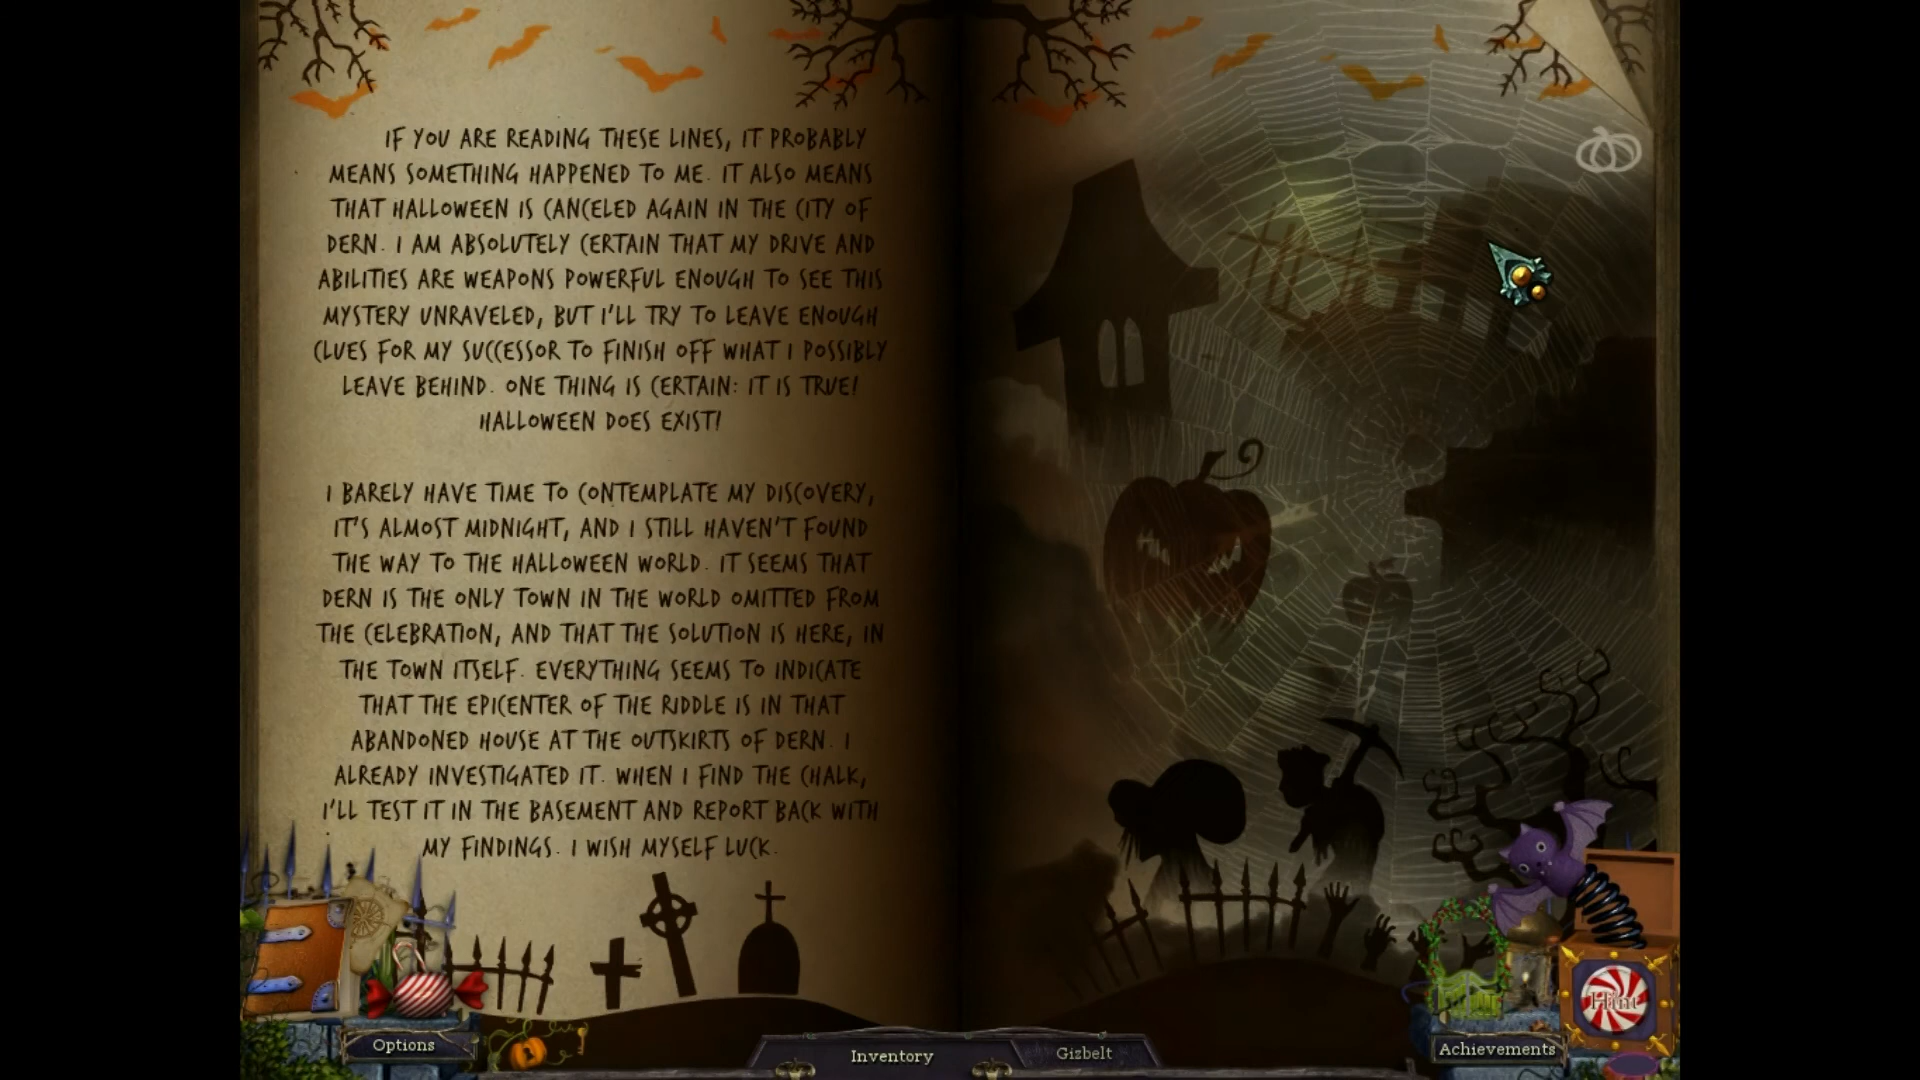 IF YOU ARE READING THESE LINES, IT PROBABLY
MEANS SOMETHING HAPPENED TO ME. IT ALSO MEANS
THAT HALLOWEEN IS CANCELED AGAIN IN THE CITY OF
DERN. I AM ABSOLUTELY CERTAIN THAT MY DRIVE AND
ABILITIES ARE WEAPONS POWERFUL ENOUGH TO SEE THIS
MYSTERY UNRAVELED, BUT I'LL TRY TO LEAVE ENOUGH
CLUES FOR MY SUCCESSOR TO FINISH OFF WHAT I POSSIBLY
LEAVE BEHIND. ONE THING IS CERTAIN: IT IS TRUE!
HALLOWEEN DOES EXIST!
I BARELY HAVE TIME TO CONTEMPLATE MY DISCOVERY,
IT'S ALMOST MIDNIGHT, AND I STILL HAVEN'T FOUND
THE WAY TO THE HALLOWEEN WORLD. IT SEEMS THAT
DERN IS THE ONLY TOWN IN THE WORLD OMITTED FROM
THE CELEBRATION, AND THAT THE SOLUTION IS HERE, IN
THE TOWN ITSELF. EVERYTHING SEEMS TO INDICATE
THAT THE EPICENTER OF THE RIDDLE IS IN THAT
ABANDONED HOUSE AT THE OUTSKIRTS OF DERN. I
ALREADY INVESTIGATED IT. WHEN I FIND THE CHALK,
I'LL TEST IT IN THE BASEMENT AND REPORT BACK WITH
MY FINDINGS. I WISH MYSELF LUCK.
Hint
Options
Inventory
Gizbelt
Achievements